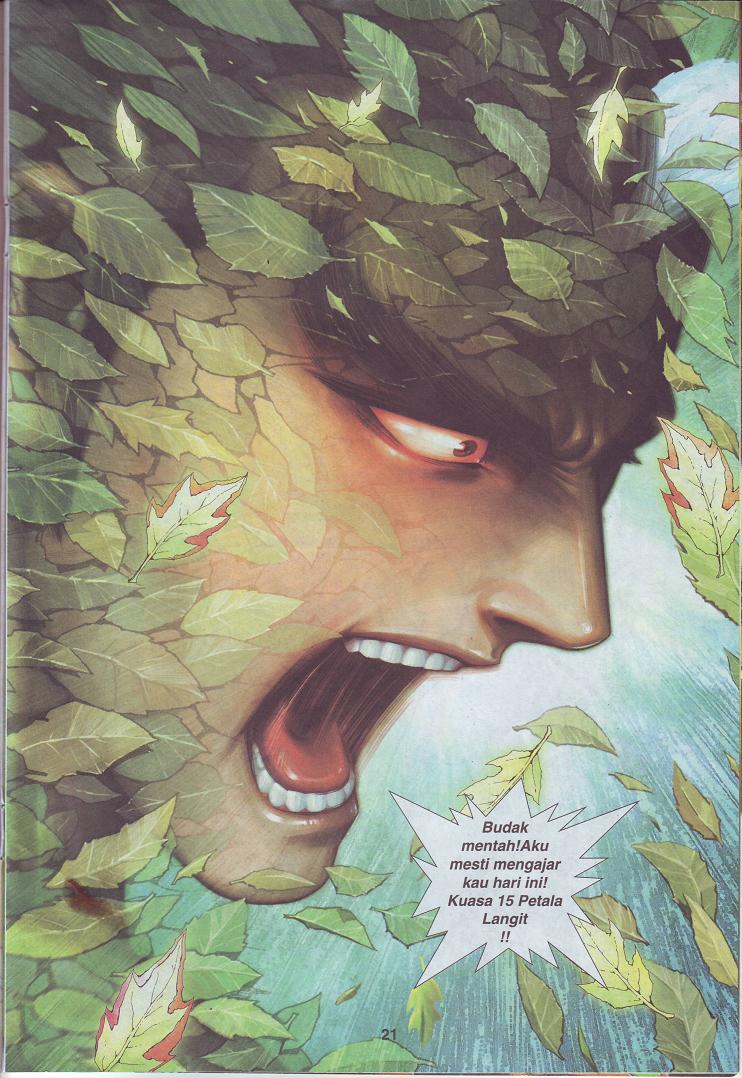 Budak
mentah!Aku
mesti mengajar
kau hari ini!
Kuasa 15 Petala
Langit
!!
21